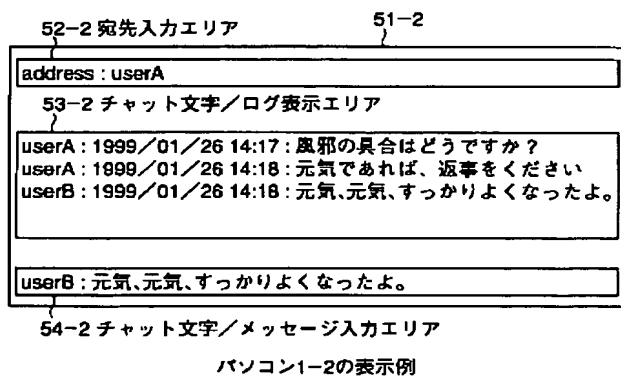 52-2 宛先入力エリア
51-2
address : userA
53-2 チャット文字/ログ表示エリア
userA : 1999/01/26 14:17 : 風邪の具合はどうですか?
userA : 1999/01/26 14:18 : 元気であれば、返事をください
userB : 1999/01/26 14:18 : 元気、元気、すっかりよくなったよ。
userB : 元気、元気、すっかりよくなったよ。
54-2 チャット文字/メッセージ入力エリア
パソコン1-2の表示例